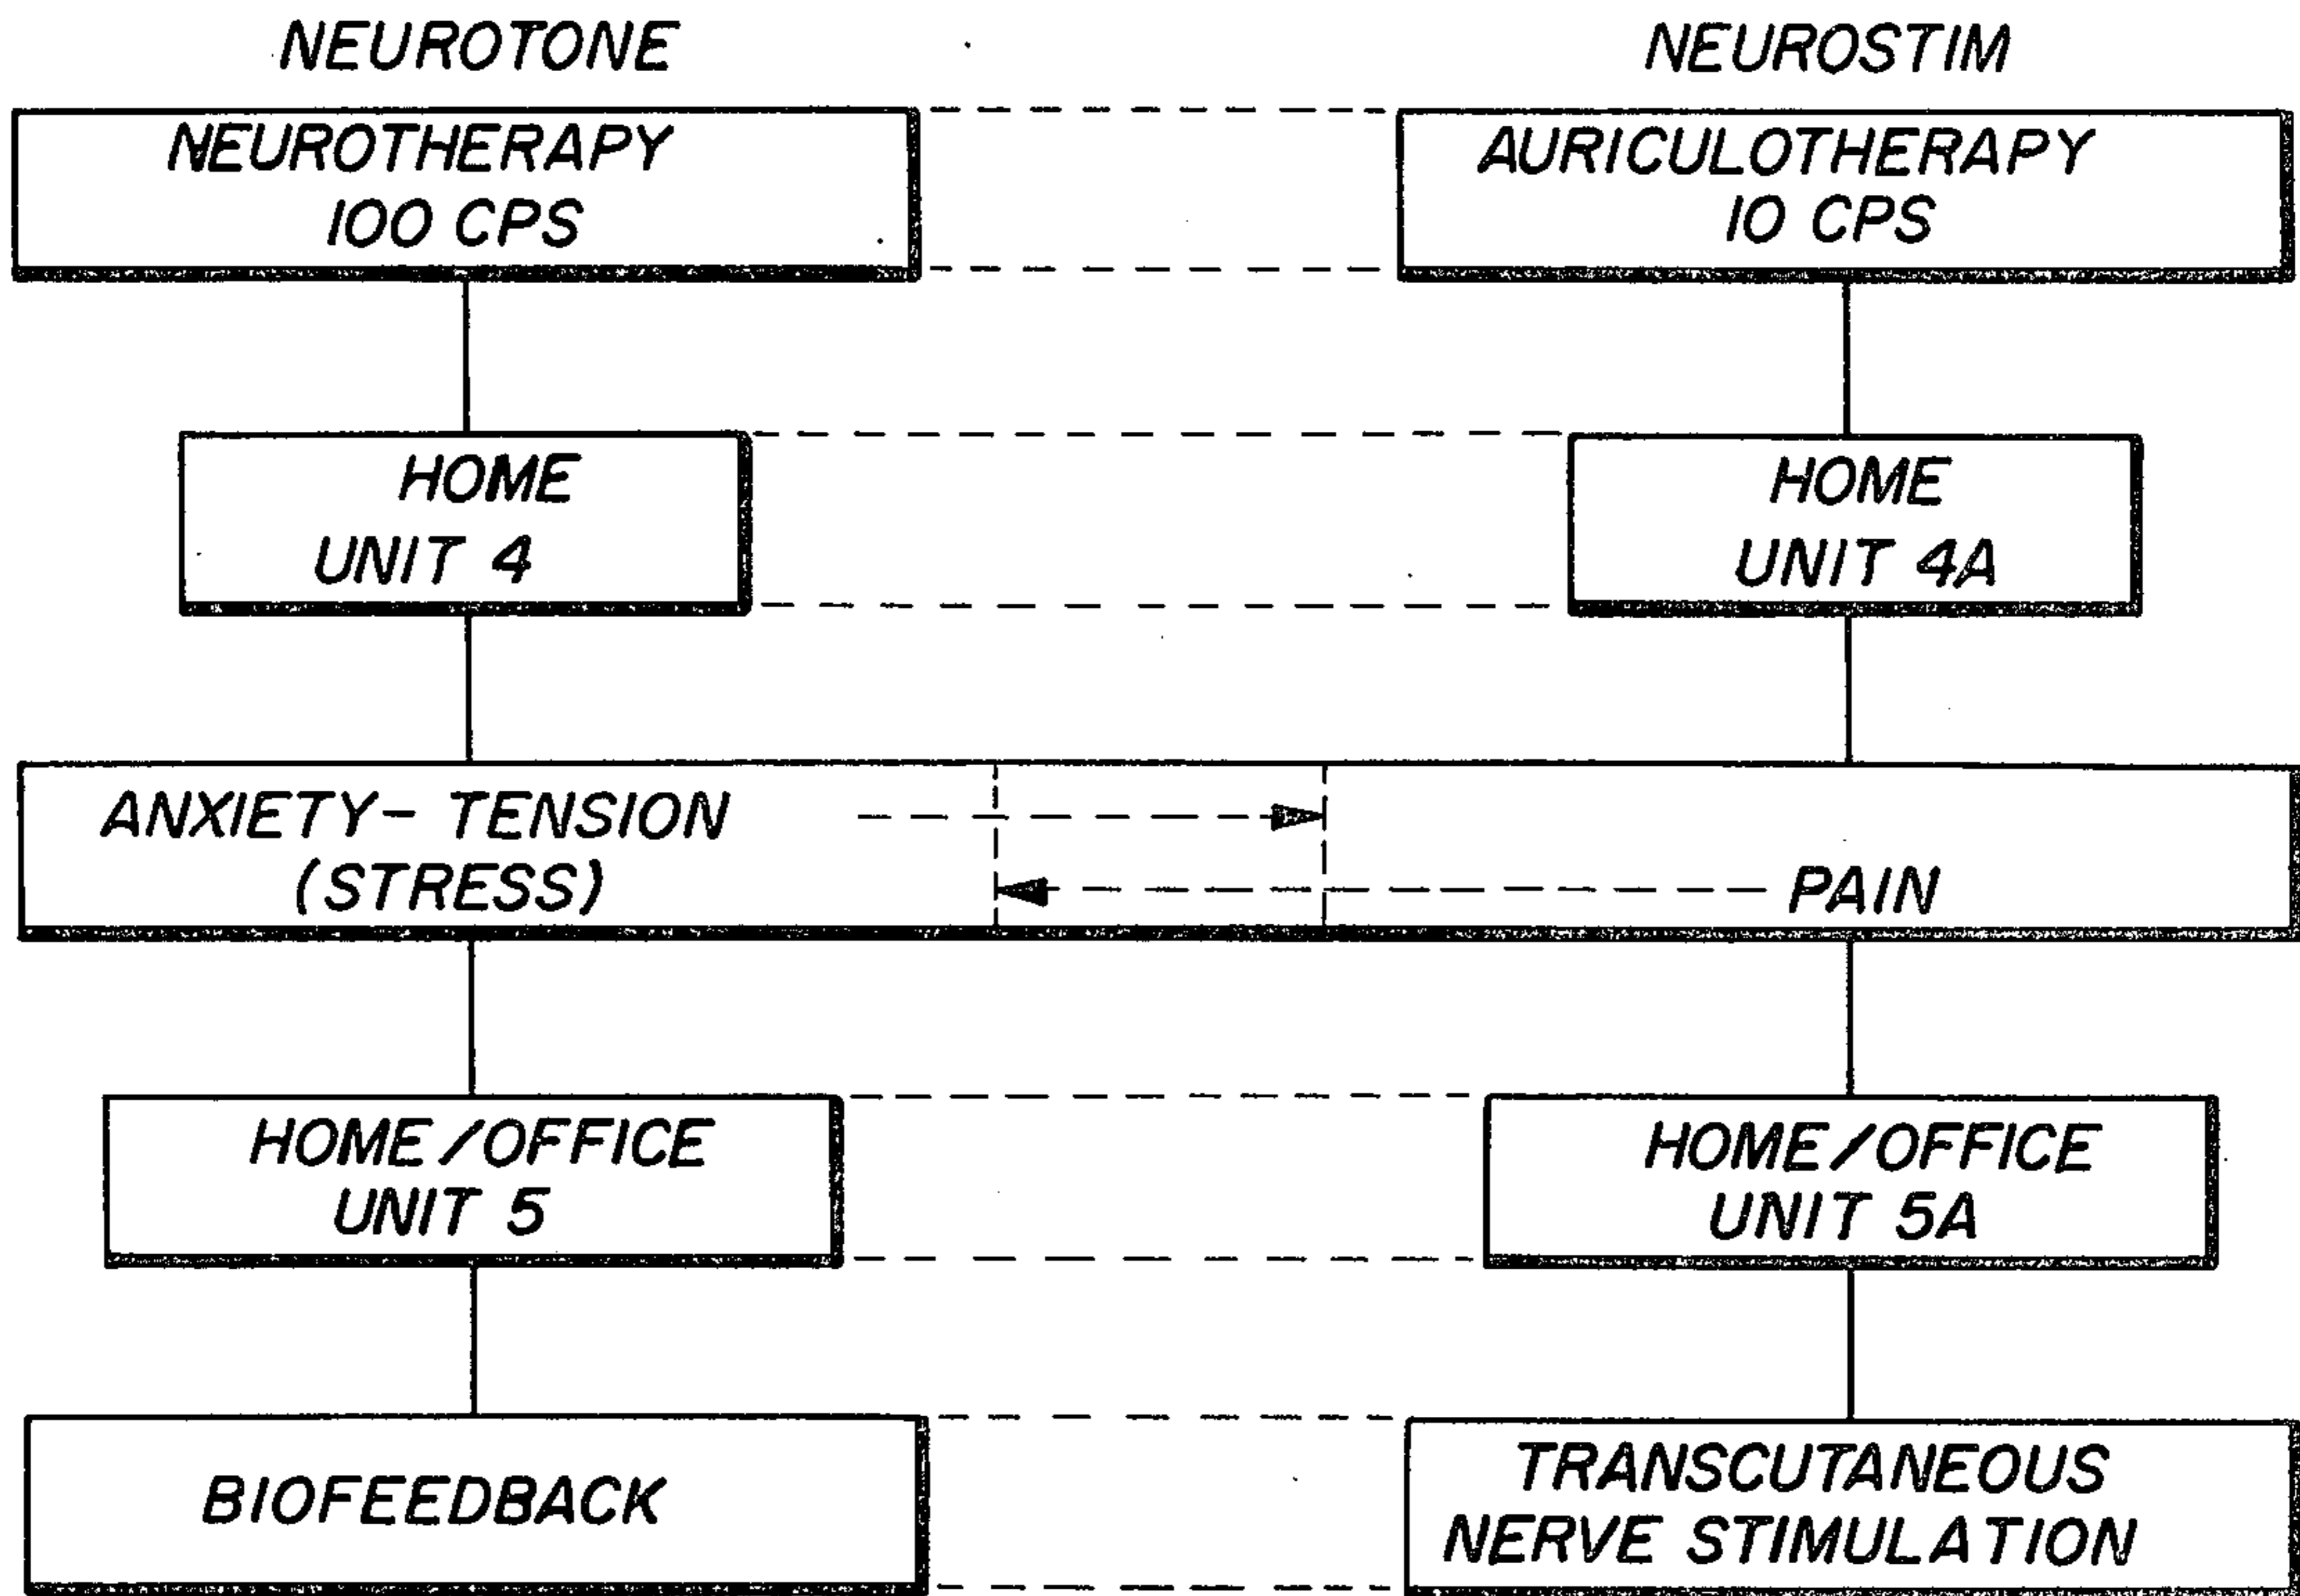 NEUROTONE
NEUROSTIM
NEUROTHERAPY
100 CPS
AURICULOTHERAPY
10 CPS
HOME
UNIT 4
HOME
UNIT 4A
ANXIETY- TENSION
(STRESS)
PAIN
HOME/OFFICE
UNIT 5
HOME/OFFICE
UNIT 5A
BIOFEEDBACK
TRANSCUTANEOUS
NERVE STIMULATION